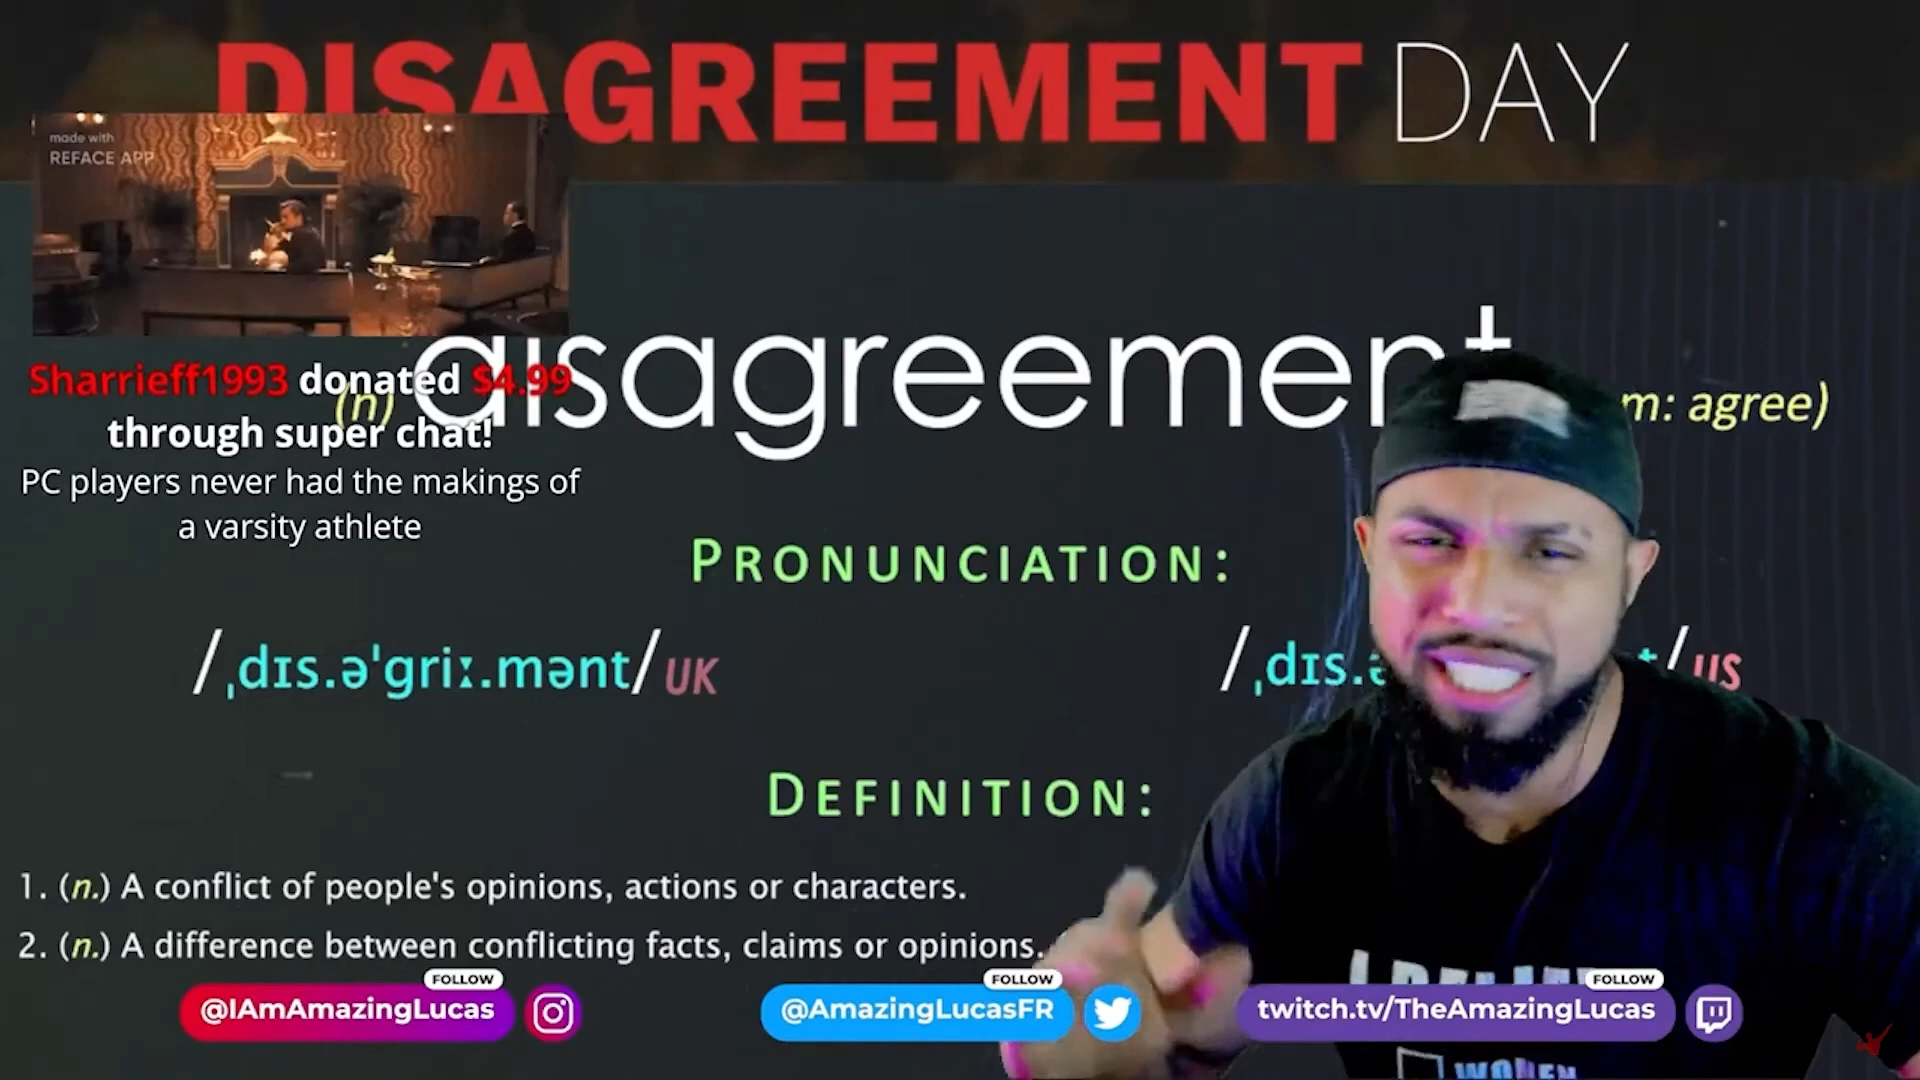 DISAGREEMENT DAY
made with
REFACE APP
disagreement
Sharrieff1993 donated $4.99
(n)
m: agree)
through super chat!
PC players never had the makings of
a varsity athlete
PRONUNCIATION:
/ˌdɪs.əˈɡriː.mənt/ UK
/ˌdɪs.ə t/ US
DEFINITION:
1. (n.) A conflict of people's opinions, actions or characters.
2. (n.) A difference between conflicting facts, claims or opinions.
FOLLOW
@IAmAmazingLucas
FOLLOW
@AmazingLucasFR
FOLLOW
twitch.tv/TheAmazingLucas
WOMEN